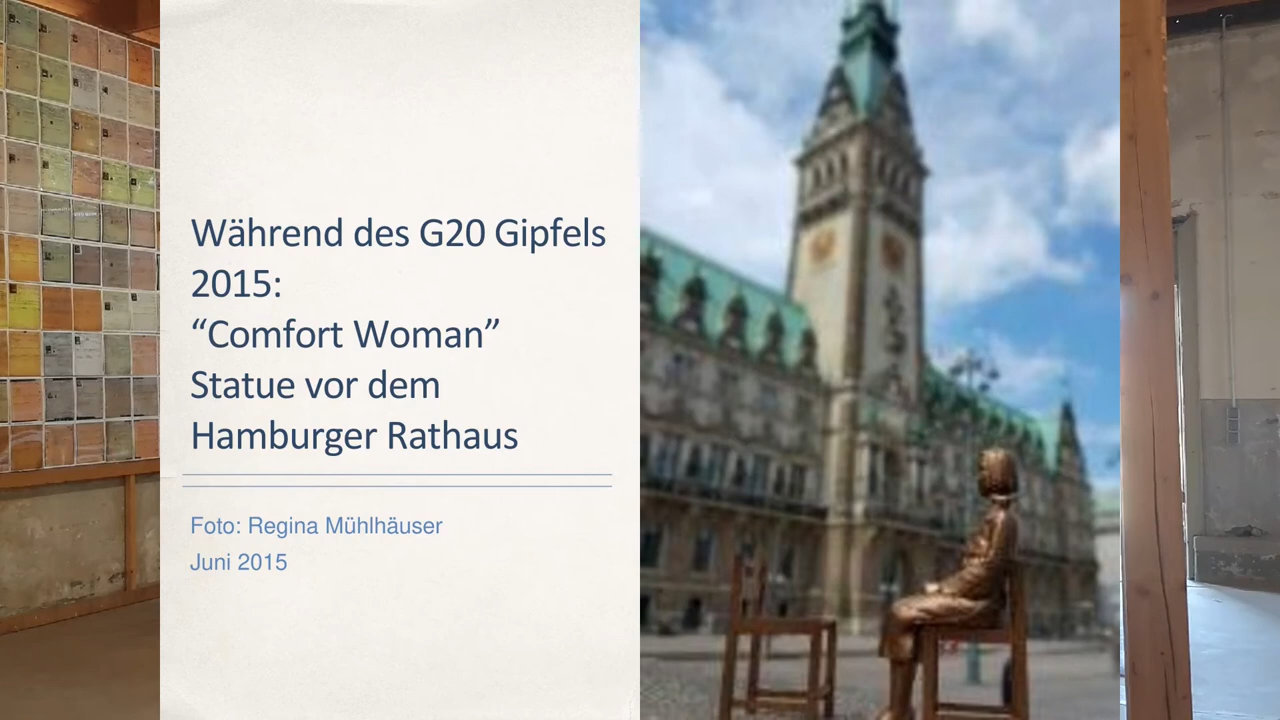 Während des G20 Gipfels
2015:
“Comfort Woman”
Statue vor dem
Hamburger Rathaus
Foto: Regina Mühlhäuser
Juni 2015